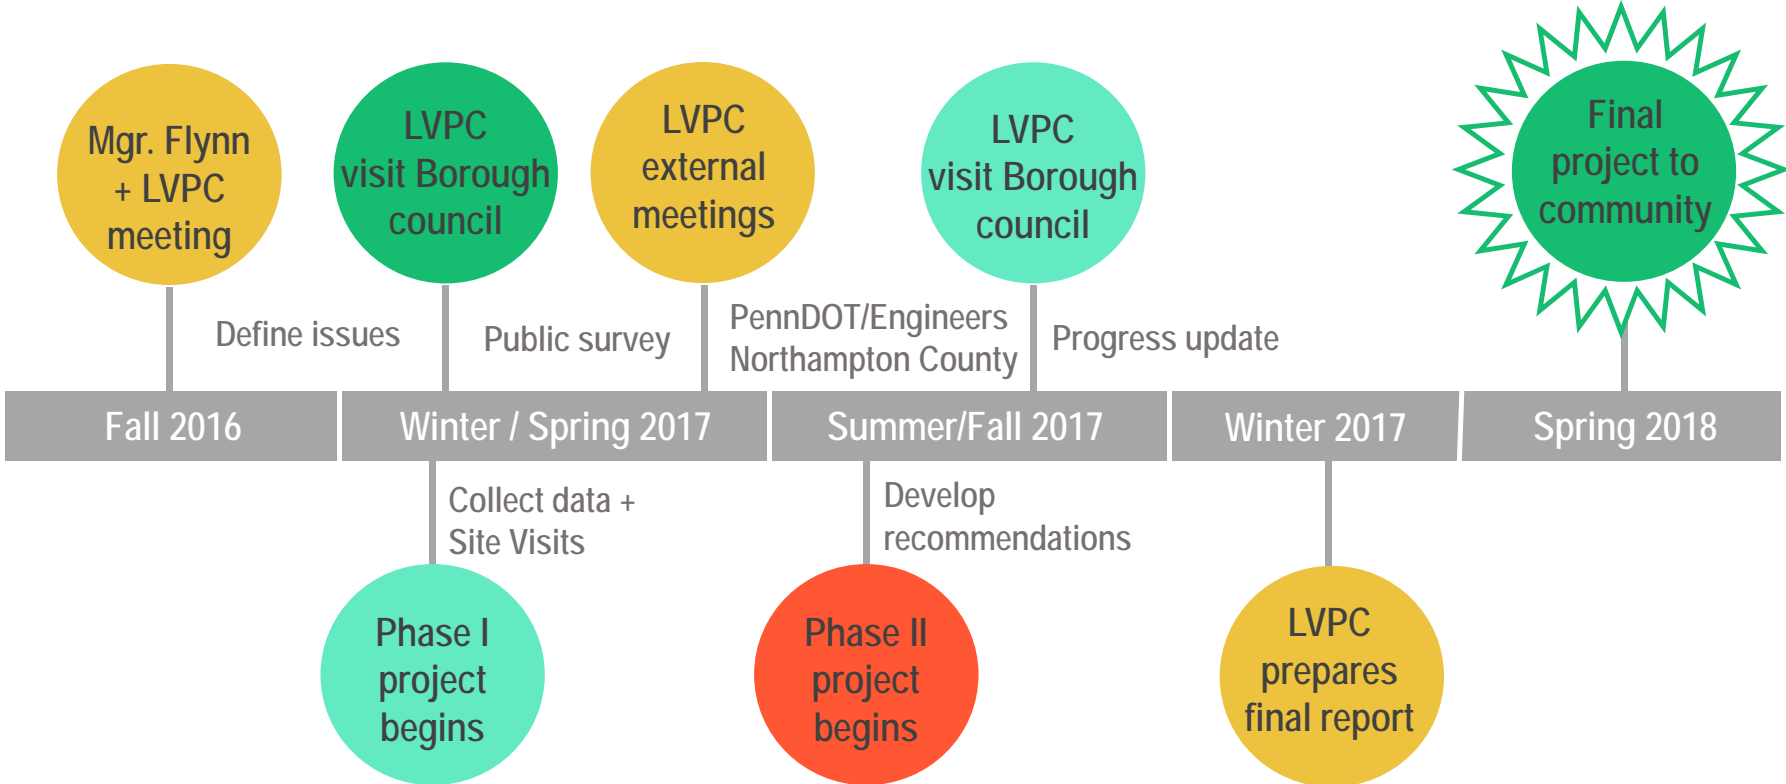 Mgr. Flynn
+ LVPC
meeting
LVPC
visit Borough
council
LVPC
external
meetings
LVPC
visit Borough
council
Final
project to
community
Define issues
Public survey
PennDOT/Engineers
Northampton County
Progress update
Fall 2016
Winter / Spring 2017
Summer/Fall 2017
Winter 2017
Spring 2018
Collect data +
Site Visits
Develop
recommendations
Phase I
project
begins
Phase II
project
begins
LVPC
prepares
final report